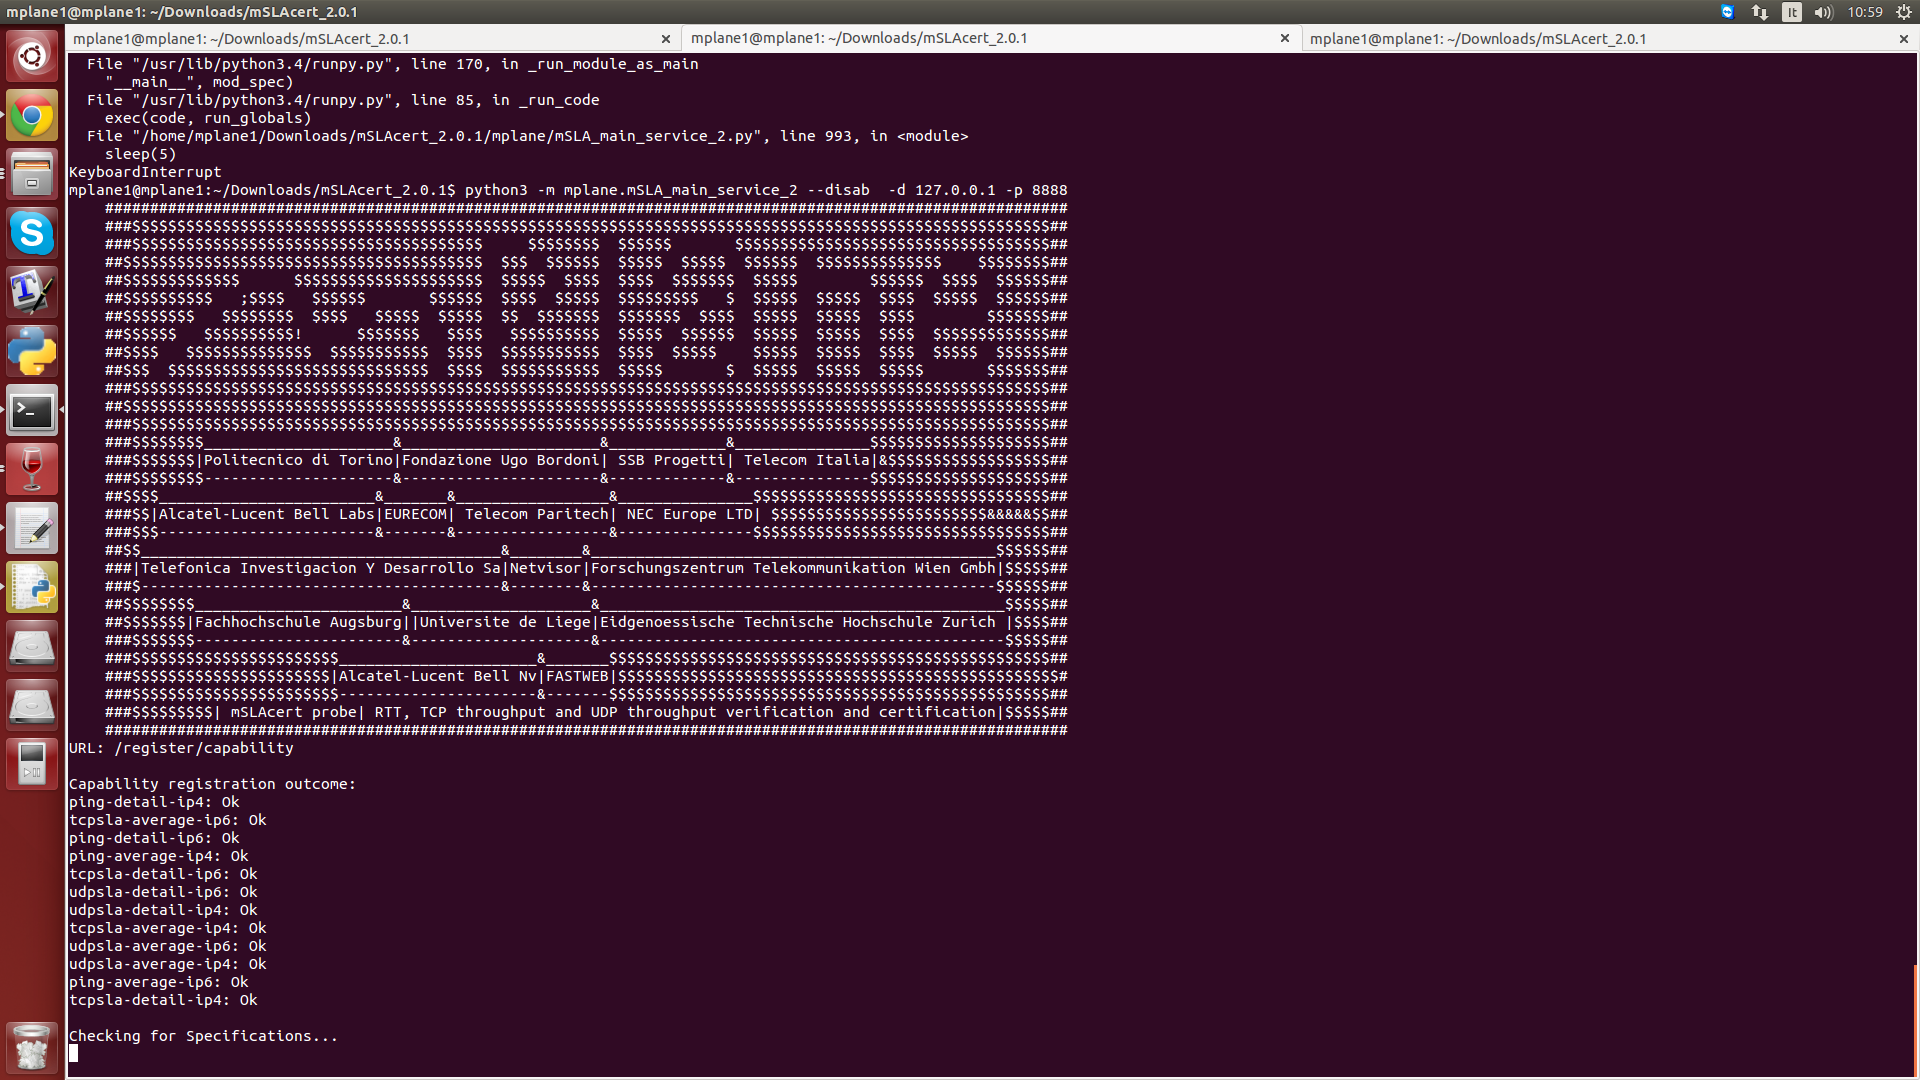 mplane1@mplane1: ~/Downloads/mSLAcert_2.0.1
It
10:59
mplane1@mplane1: ~/Downloads/mSLAcert_2.0.1
mplane1@mplane1: ~/Downloads/mSLAcert_2.0.1
mplane1@mplane1: ~/Downloads/mSLAcert_2.0.1
File "/usr/lib/python3.4/runpy.py", line 170, in _run_module_as_main
"__main__", mod_spec)
File "/usr/lib/python3.4/runpy.py", line 85, in _run_code
exec(code, run_globals)
File "/home/mplane1/Downloads/mSLAcert_2.0.1/mplane/mSLA_main_service_2.py", line 993, in <module>
sleep(5)
KeyboardInterrupt
mplane1@mplane1:~/Downloads/mSLAcert_2.0.1$ python3 -m mplane.mSLA_main_service_2 --disab  -d 127.0.0.1 -p 8888
|Politecnico di Torino|Fondazione Ugo Bordoni| SSB Progetti| Telecom Italia|
|Alcatel-Lucent Bell Labs|EURECOM| Telecom Paritech| NEC Europe LTD|
|Telefonica Investigacion Y Desarrollo Sa|Netvisor|Forschungszentrum Telekommunikation Wien Gmbh|
|Fachhochschule Augsburg||Universite de Liege|Eidgenoessische Technische Hochschule Zurich |
|Alcatel-Lucent Bell Nv|FASTWEB|
| mSLAcert probe| RTT, TCP throughput and UDP throughput verification and certification|
URL: /register/capability
Capability registration outcome:
ping-detail-ip4: Ok
tcpsla-average-ip6: Ok
ping-detail-ip6: Ok
ping-average-ip4: Ok
tcpsla-detail-ip6: Ok
udpsla-detail-ip6: Ok
udpsla-detail-ip4: Ok
tcpsla-average-ip4: Ok
udpsla-average-ip6: Ok
udpsla-average-ip4: Ok
ping-average-ip6: Ok
tcpsla-detail-ip4: Ok
Checking for Specifications...